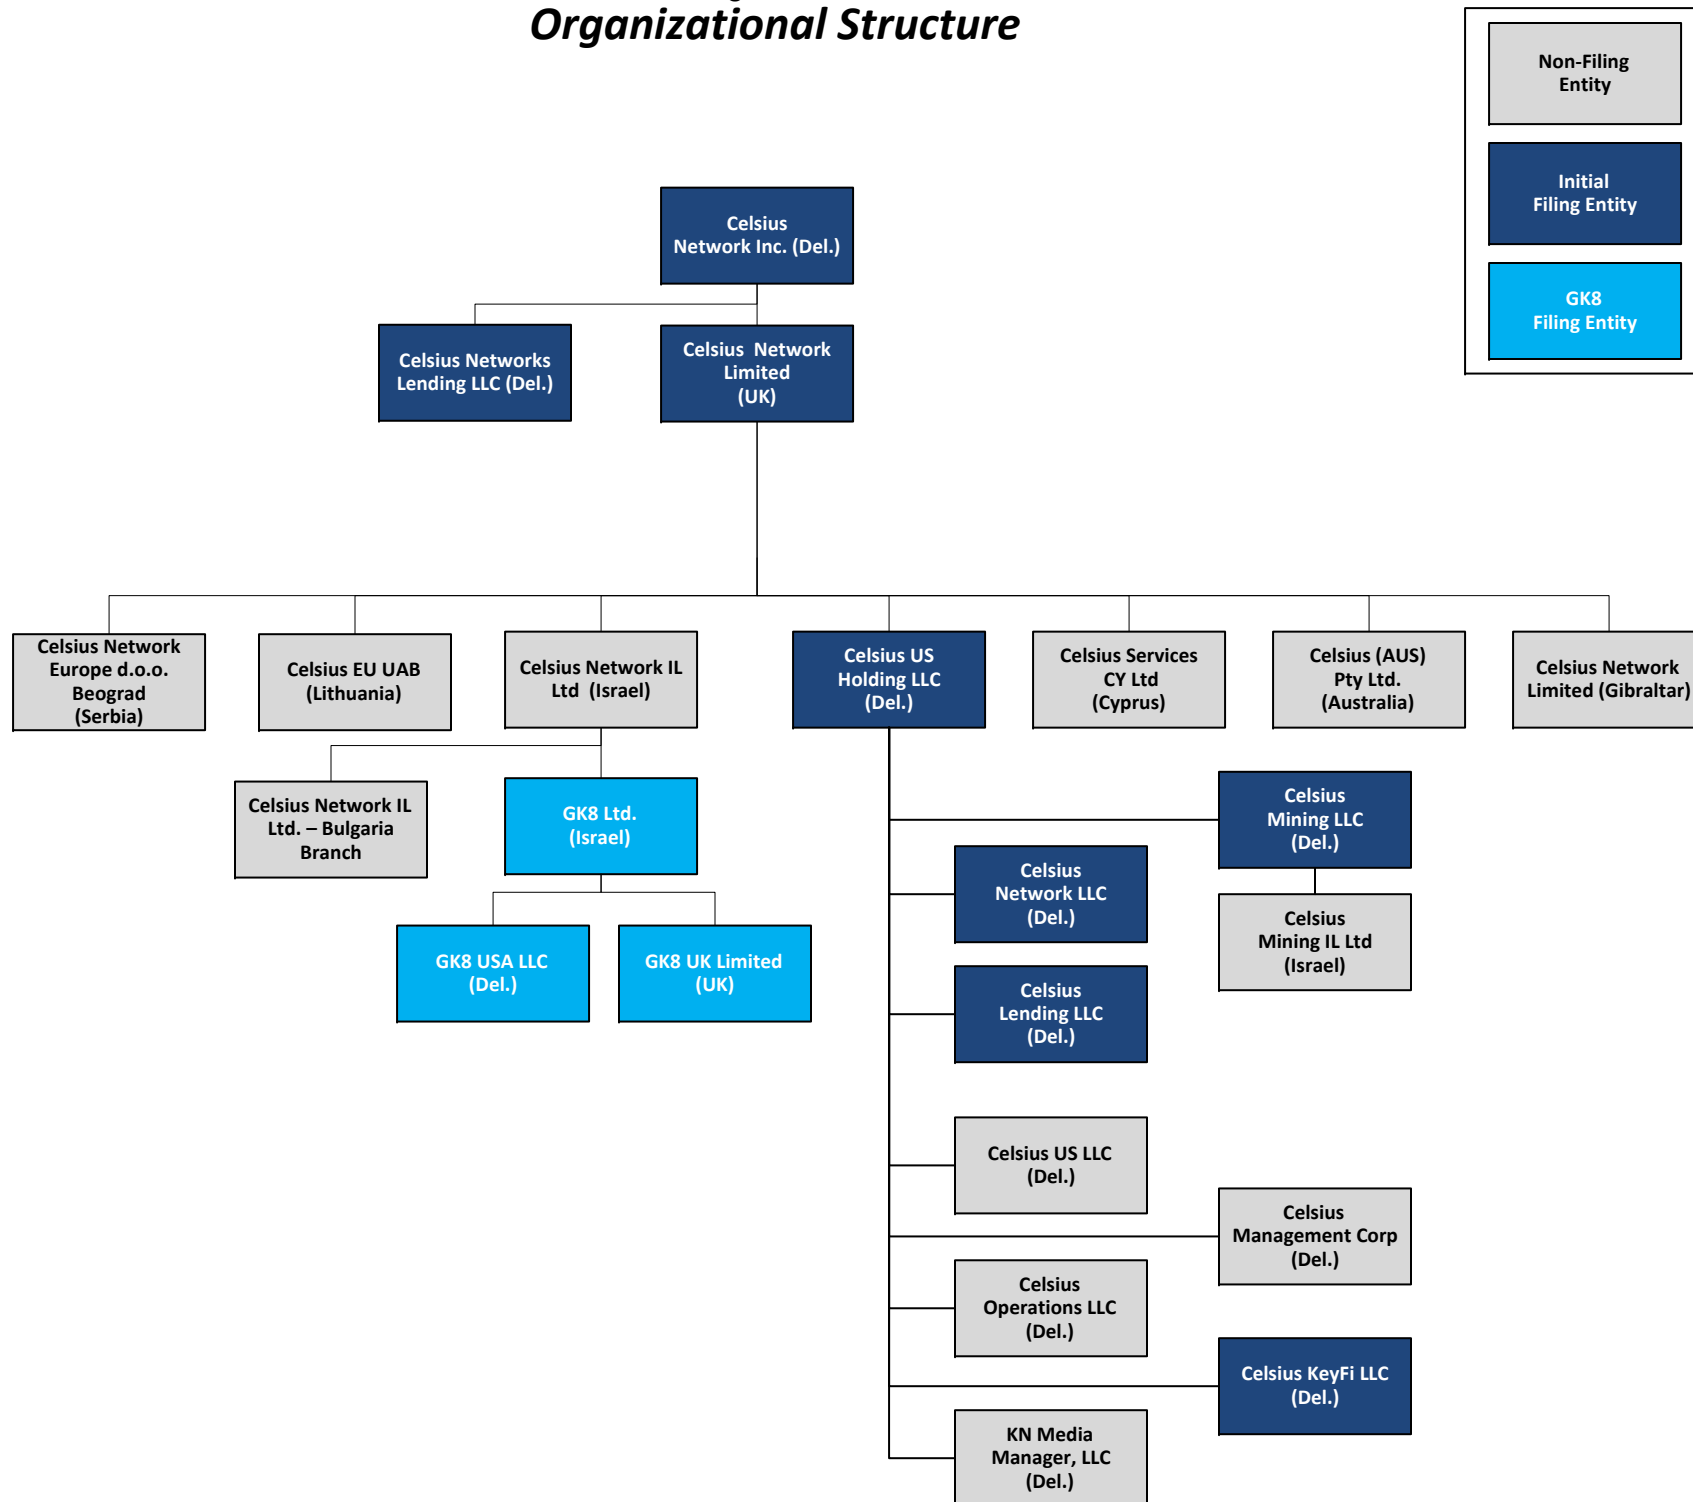 Organizational Structure
Non-Filing
Entity
Initial
Filing Entity
GK8
Filing Entity
Celsius
Network Inc. (Del.)
Celsius Networks
Lending LLC (Del.)
Celsius Network
Limited
(UK)
Celsius Network
Europe d.o.o.
Beograd
(Serbia)
Celsius EU UAB
(Lithuania)
Celsius Network IL
Ltd (Israel)
Celsius US
Holding LLC
(Del.)
Celsius Services
CY Ltd
(Cyprus)
Celsius (AUS)
Pty Ltd.
(Australia)
Celsius Network
Limited (Gibraltar)
Celsius Network IL
Ltd. – Bulgaria
Branch
GK8 Ltd.
(Israel)
Celsius
Mining LLC
(Del.)
Celsius
Network LLC
(Del.)
Celsius
Mining IL Ltd
(Israel)
GK8 USA LLC
(Del.)
GK8 UK Limited
(UK)
Celsius
Lending LLC
(Del.)
Celsius US LLC
(Del.)
Celsius
Management Corp
(Del.)
Celsius
Operations LLC
(Del.)
Celsius KeyFi LLC
(Del.)
KN Media
Manager, LLC
(Del.)